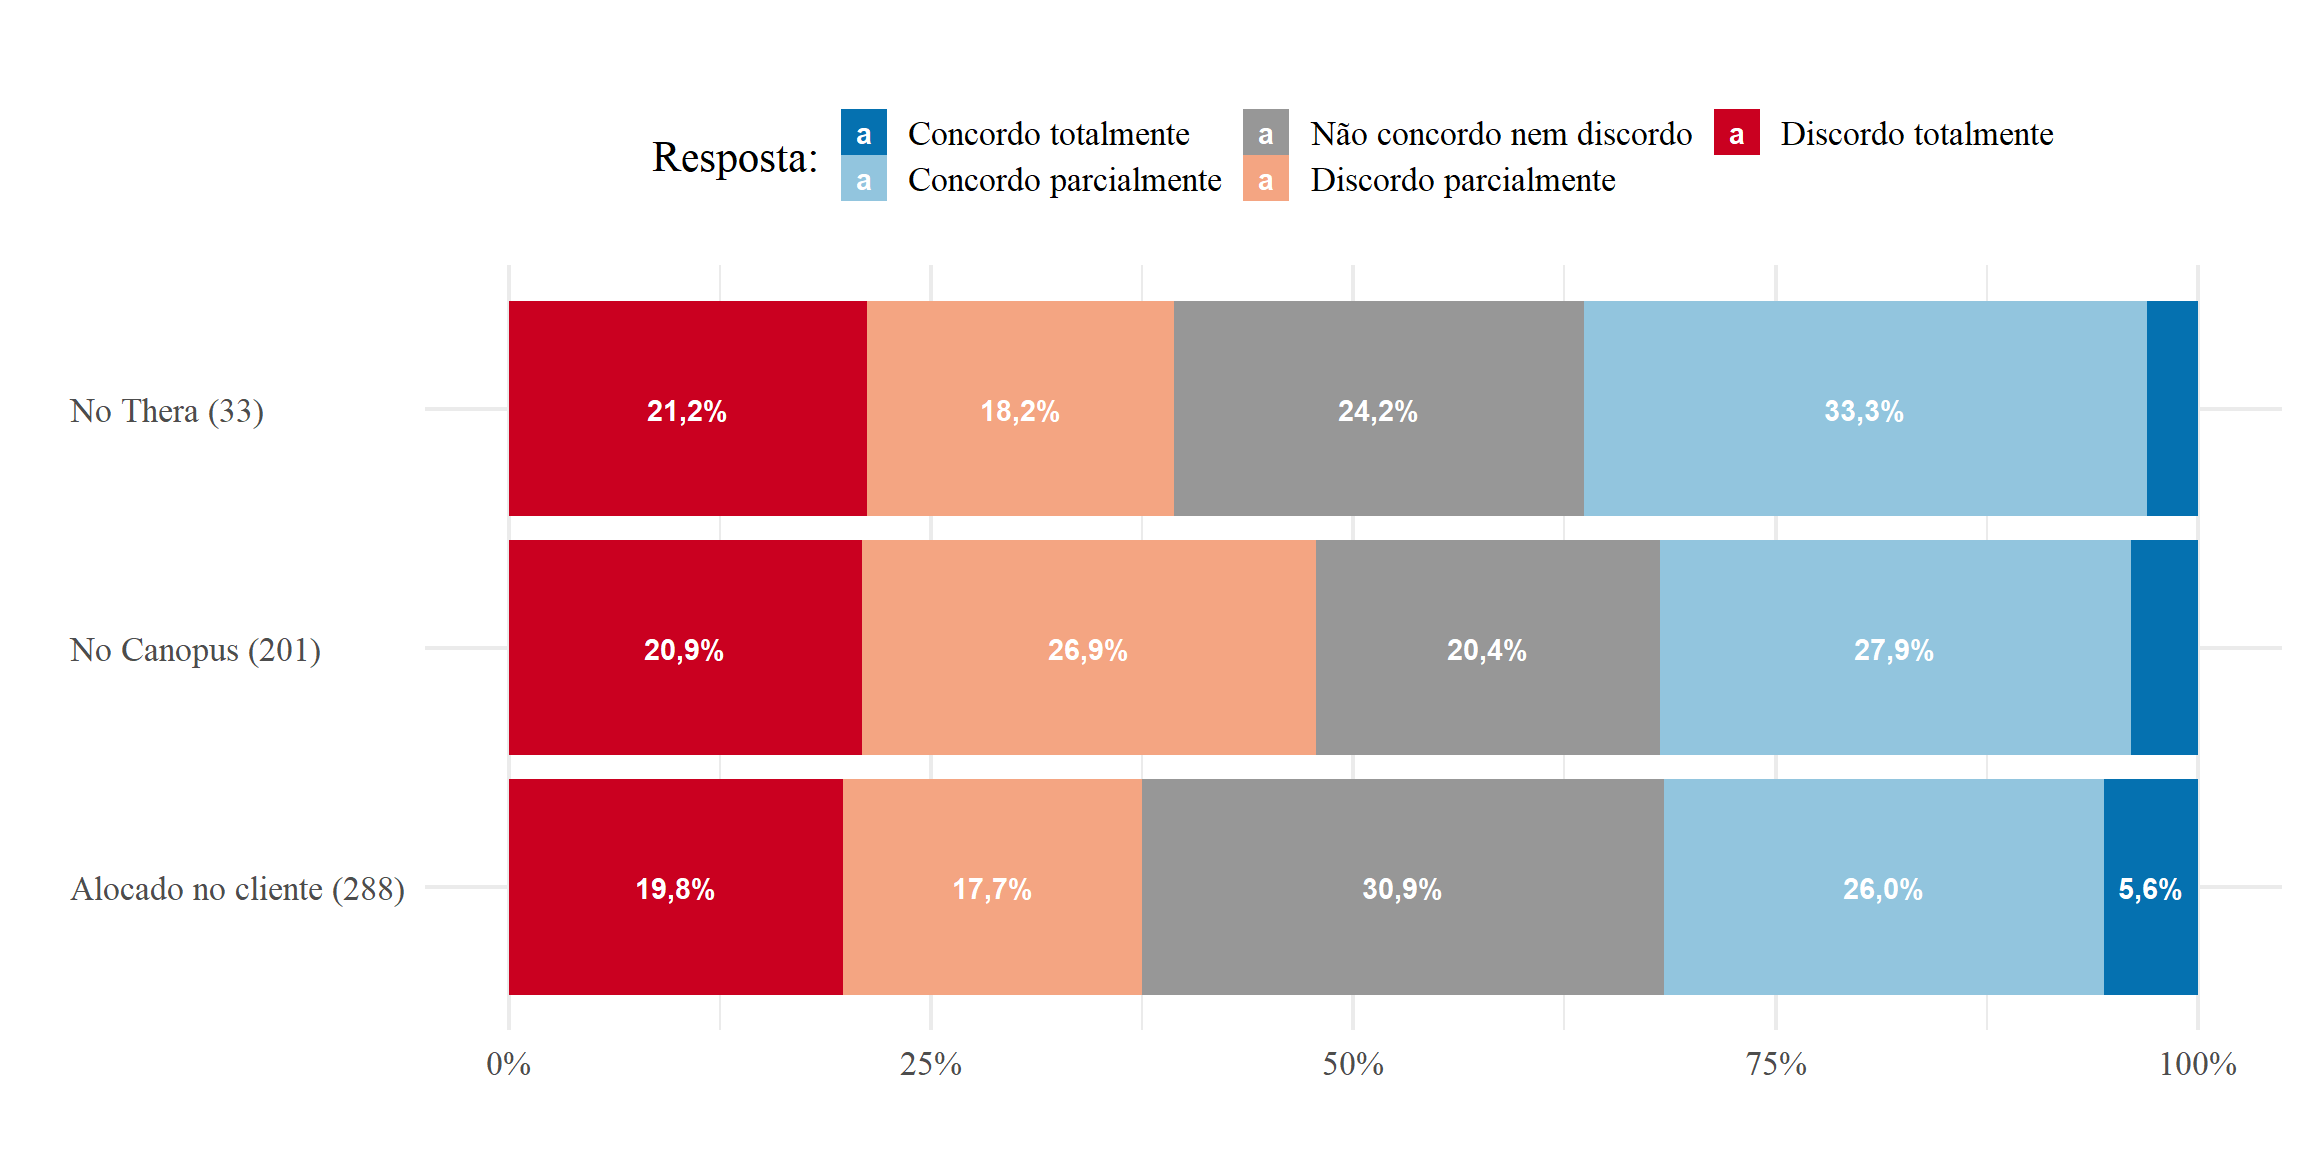 Resposta:
a Concordo totalmente
a Concordo parcialmente
a Não concordo nem discordo
a Discordo parcialmente
a Discordo totalmente
No Thera (33)
21,2% 18,2% 24,2% 33,3%
No Canopus (201)
20,9% 26,9% 20,4% 27,9%
Alocado no cliente (288)
19,8% 17,7% 30,9% 26,0% 5,6%
0% 25% 50% 75% 100%